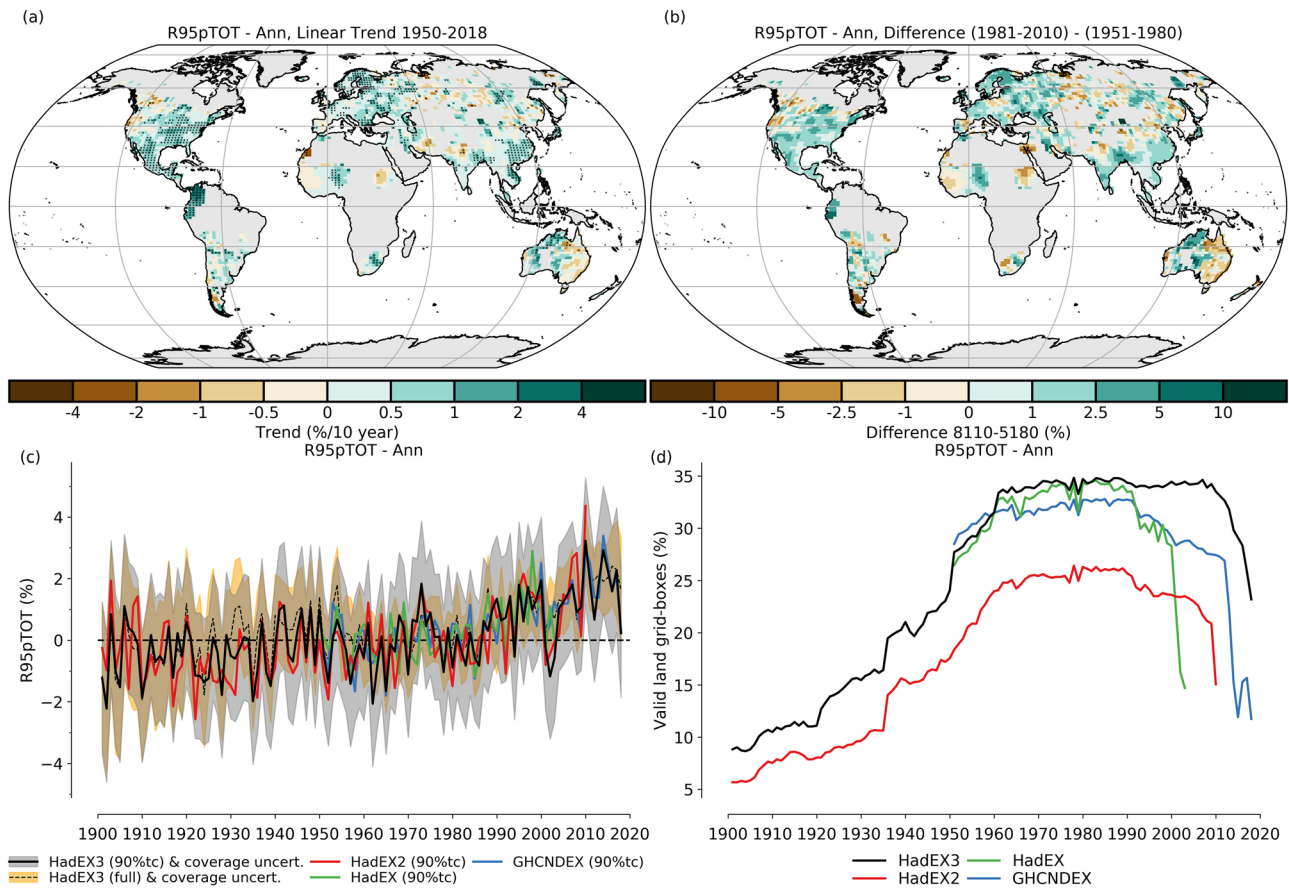 (a)
R95pTOT - Ann, Linear Trend 1950-2018
-4 -2 -1 -0.5 0 0.5 1 2 4
Trend (%/10 year)
(b)
R95pTOT - Ann, Difference (1981-2010) - (1951-1980)
-10 -5 -2.5 -1 0 1 2.5 5 10
Difference 8110-5180 (%)
(c)
R95pTOT - Ann
R95pTOT (%)
4
2
0
−2
−4
1900 1910 1920 1930 1940 1950 1960 1970 1980 1990 2000 2010 2020
HadEX3 (90%tc) & coverage uncert.
HadEX3 (full) & coverage uncert.
HadEX2 (90%tc)
HadEX (90%tc)
GHCNDEX (90%tc)
(d)
R95pTOT - Ann
Valid land grid-boxes (%)
35
30
25
20
15
10
5
1900 1910 1920 1930 1940 1950 1960 1970 1980 1990 2000 2010 2020
HadEX3
HadEX2
HadEX
GHCNDEX